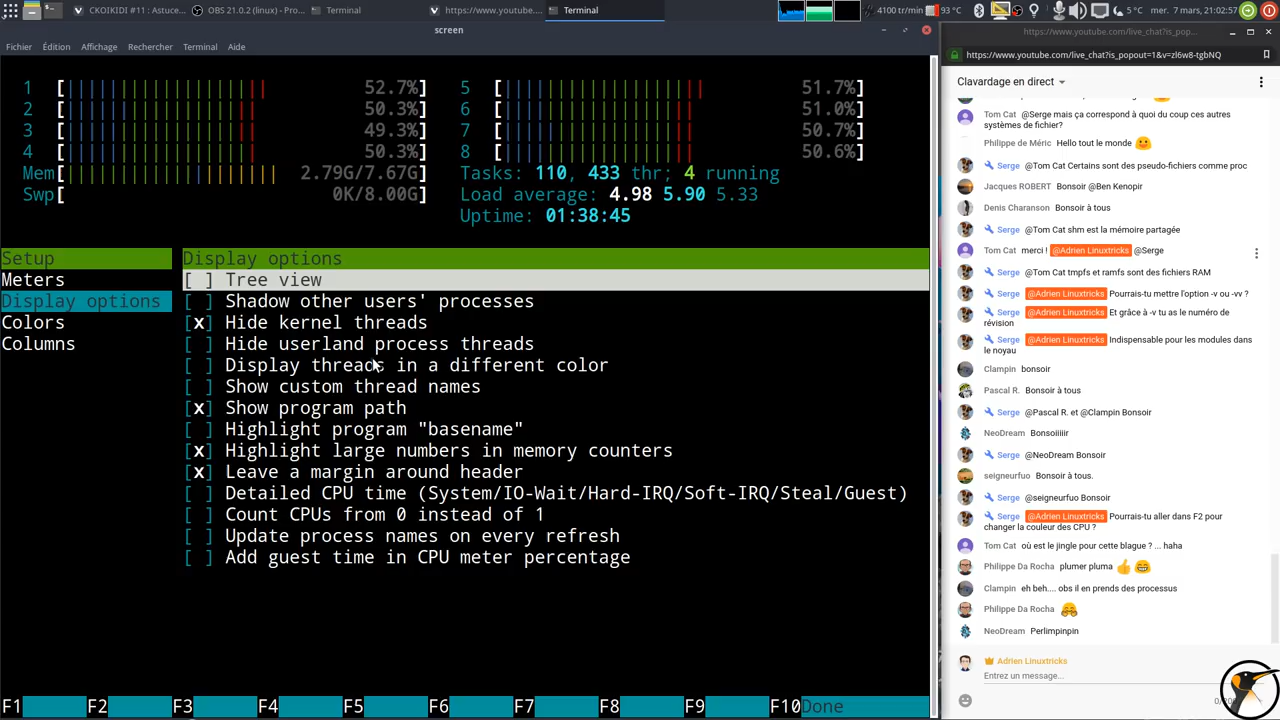 CKOIKIDI #11 : Astuce...
OBS 21.0.2 (linux) - Pro...
Terminal
https://www.youtube....
Terminal
4100 tr/min
93 °C
5 °C
mer. 7 mars, 21:02:57
screen
Fichier Édition Affichage Rechercher Terminal Aide
1 [ 52.7%]
2 [ 50.3%]
3 [ 49.3%]
4 [ 50.3%]
Mem[ 2.79G/7.67G]
Swp[ 0K/8.00G]
5 [ 51.7%]
6 [ 51.0%]
7 [ 50.7%]
8 [ 50.6%]
Tasks: 110, 433 thr; 4 running
Load average: 4.98 5.90 5.33
Uptime: 01:38:45
Setup
Meters
Display options
Colors
Columns
Display options
[ ] Tree view
[ ] Shadow other users' processes
[x] Hide kernel threads
[ ] Hide userland process threads
[ ] Display threads in a different color
[ ] Show custom thread names
[x] Show program path
[ ] Highlight program "basename"
[x] Highlight large numbers in memory counters
[x] Leave a margin around header
[ ] Detailed CPU time (System/IO-Wait/Hard-IRQ/Soft-IRQ/Steal/Guest)
[ ] Count CPUs from 0 instead of 1
[ ] Update process names on every refresh
[ ] Add guest time in CPU meter percentage
F1 F2 F3 F4 F5 F6 F7 F8 F9 F10Done
https://www.youtube.com/live_chat?is_pop...
https://www.youtube.com/live_chat?is_popout=1&v=zl6w8-tgbNQ
Clavardage en direct
Tom Cat @Serge mais ça correspond à quoi du coup ces autres
systèmes de fichier?
Philippe de Méric Hello tout le monde
Serge @Tom Cat Certains sont des pseudo-fichiers comme proc
Jacques ROBERT Bonsoir @Ben Kenopir
Denis Charanson Bonsoir à tous
Serge @Tom Cat shm est la mémoire partagée
Tom Cat merci ! @Adrien Linuxtricks @Serge
Serge @Tom Cat tmpfs et ramfs sont des fichiers RAM
Serge @Adrien Linuxtricks Pourrais-tu mettre l'option -v ou -vv ?
Serge @Adrien Linuxtricks Et grâce à -v tu as le numéro de
révision
Serge @Adrien Linuxtricks Indispensable pour les modules dans
le noyau
Clampin bonsoir
Pascal R. Bonsoir à tous
Serge @Pascal R. et @Clampin Bonsoir
NeoDream Bonsoiiiiir
Serge @NeoDream Bonsoir
seigneurfuo Bonsoir à tous.
Serge @seigneurfuo Bonsoir
Serge @Adrien Linuxtricks Pourrais-tu aller dans F2 pour
changer la couleur des CPU ?
Tom Cat où est le jingle pour cette blague ? ... haha
Philippe Da Rocha plumer pluma
Clampin eh beh.... obs il en prends des processus
Philippe Da Rocha
NeoDream Perlimpinpin
Adrien Linuxtricks
Entrez un message...